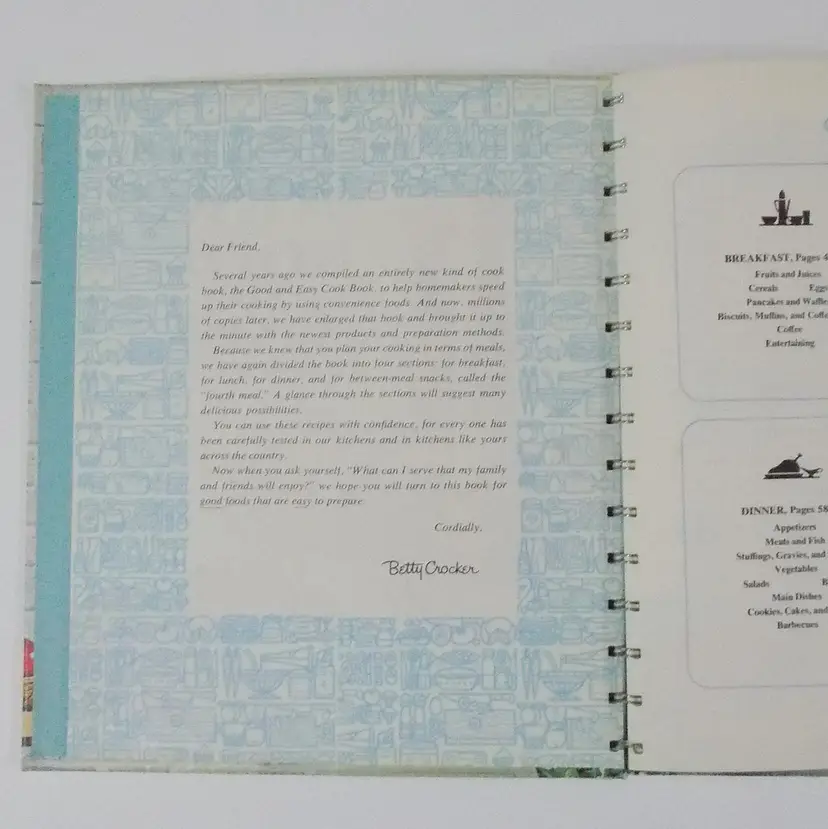 Dear Friend,
Several years ago we compiled an entirely new kind of cook
book, the Good and Easy Cook Book, to help homemakers speed
up their cooking by using convenience foods. And now, millions
of copies later, we have enlarged that book and brought it up to
the minute with the newest products and preparation methods.
Because we knew that you plan your cooking in terms of meals,
we have again divided the book into four sections: for breakfast,
for lunch, for dinner, and for between-meal snacks, called the
"fourth meal." A glance through the sections will suggest many
delicious possibilities.
You can use these recipes with confidence, for every one has
been carefully tested in our kitchens and in kitchens like yours
across the country.
Now when you ask yourself, "What can I serve that my family
and friends will enjoy?" we hope you will turn to this book for
good foods that are easy to prepare.
Cordially,
Betty Crocker
BREAKFAST, Pages 4
Fruits and Juices
Cereals Eggs
Pancakes and Waffle
Biscuits, Muffins, and Coffe
Coffee
Entertaining
DINNER, Pages 58
Appetizers
Meats and Fish
Stuffings, Gravies, and
Vegetables
Salads B
Main Dishes
Cookies, Cakes, and
Barbecues